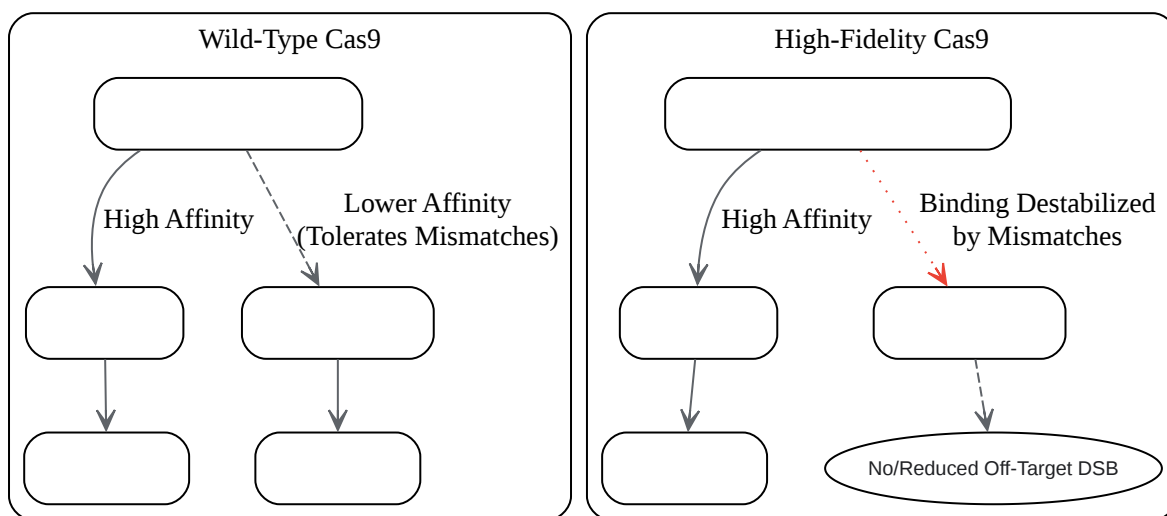 Wild-Type Cas9
High Affinity
Lower Affinity
(Tolerates Mismatches)
High-Fidelity Cas9
High Affinity
Binding Destabilized
by Mismatches
No/Reduced Off-Target DSB